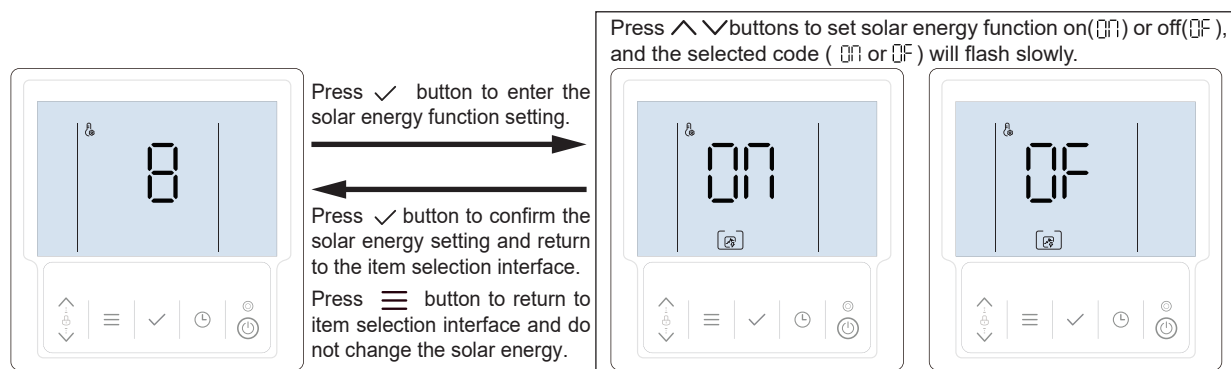 Press buttons to set solar energy function on(ON) or off(OF),
and the selected code ( ON or OF ) will flash slowly.
Press button to enter the
solar energy function setting.
8
Press button to confirm the
solar energy setting and return
to the item selection interface.
Press button to return to
item selection interface and do
not change the solar energy.
ON
OF